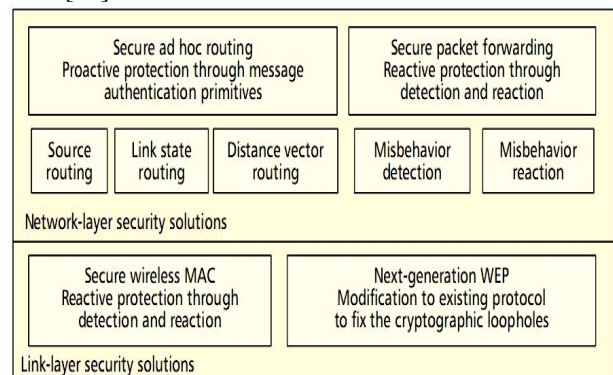 Secure ad hoc routing
Proactive protection through message
authentication primitives
Secure packet forwarding
Reactive protection through
detection and reaction
Source
routing
Link state
routing
Distance vector
routing
Misbehavior
detection
Misbehavior
reaction
Network-layer security solutions
Secure wireless MAC
Reactive protection through
detection and reaction
Next-generation WEP
Modification to existing protocol
to fix the cryptographic loopholes
Link-layer security solutions